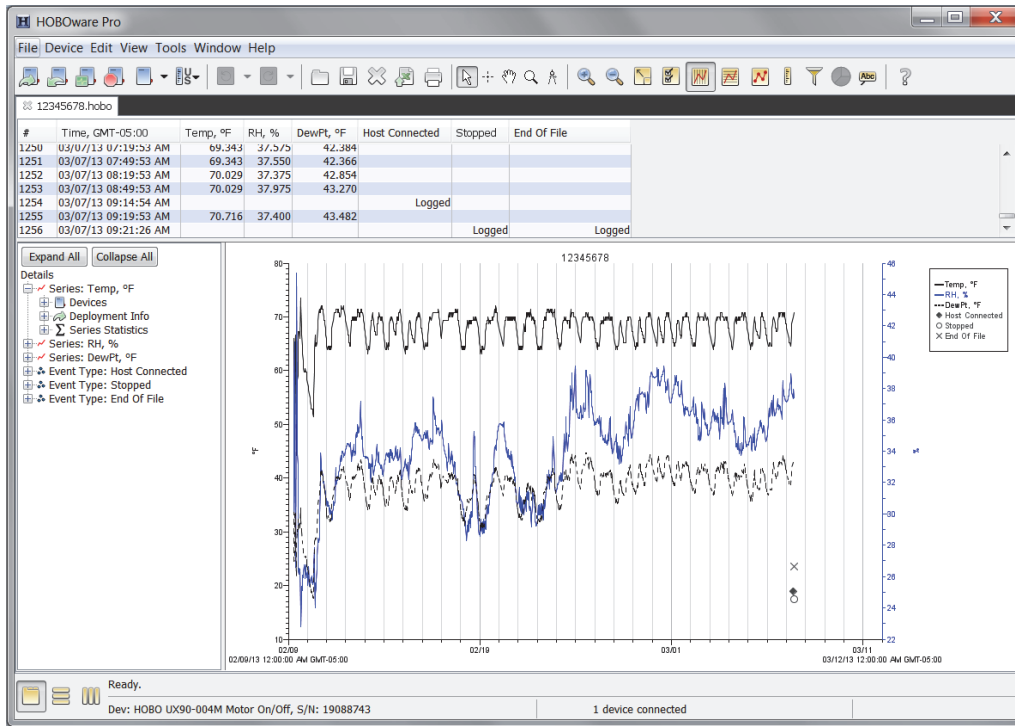 HOBOware Pro
File Device Edit View Tools Window Help
US
Abc
12345678.hobo
# Time, GMT-05:00 Temp, °F RH, % DewPt, °F Host Connected Stopped End Of File
1250 03/07/13 07:19:53 AM 69.343 37.575 42.384
1251 03/07/13 07:49:53 AM 69.343 37.550 42.366
1252 03/07/13 08:19:53 AM 70.029 37.375 42.854
1253 03/07/13 08:49:53 AM 70.029 37.975 43.270
1254 03/07/13 09:14:54 AM Logged
1255 03/07/13 09:19:53 AM 70.716 37.400 43.482
1256 03/07/13 09:21:26 AM Logged Logged
Expand All Collapse All
Details
Series: Temp, °F
Devices
Deployment Info
Σ Series Statistics
Series: RH, %
Series: DewPt, °F
Event Type: Host Connected
Event Type: Stopped
Event Type: End Of File
12345678
80
70
60
50
40
30
20
10
°F
46
44
42
40
38
36
34
32
30
28
26
24
22
%
02/09 02/19 03/01 03/11
02/09/13 12:00:00 AM GMT-05:00 03/12/13 12:00:00 AM GMT-05:00
Temp, °F
RH, %
DewPt, °F
Host Connected
Stopped
End Of File
Ready.
Dev: HOBO UX90-004M Motor On/Off, S/N: 19088743 1 device connected